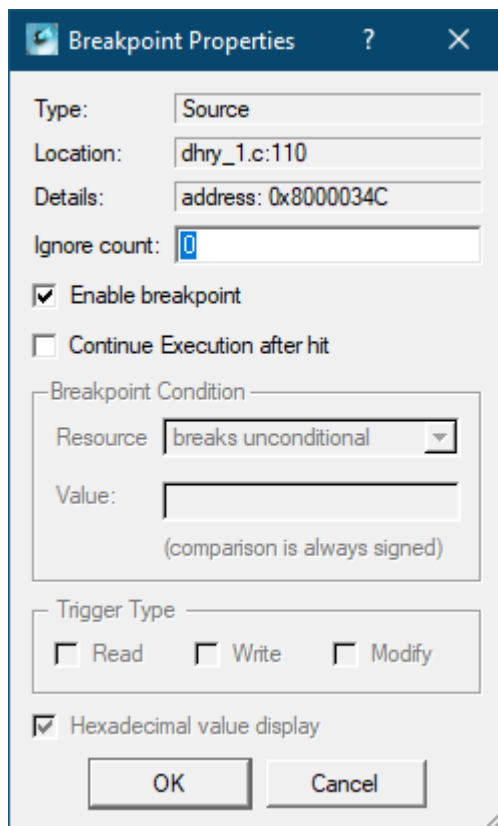 Breakpoint Properties ? ×
Type: Source
Location: dhry_1.c:110
Details: address: 0x8000034C
Ignore count: 0
Enable breakpoint
Continue Execution after hit
Breakpoint Condition
Resource breaks unconditional
Value:
(comparison is always signed)
Trigger Type
Read Write Modify
Hexadecimal value display
OK Cancel